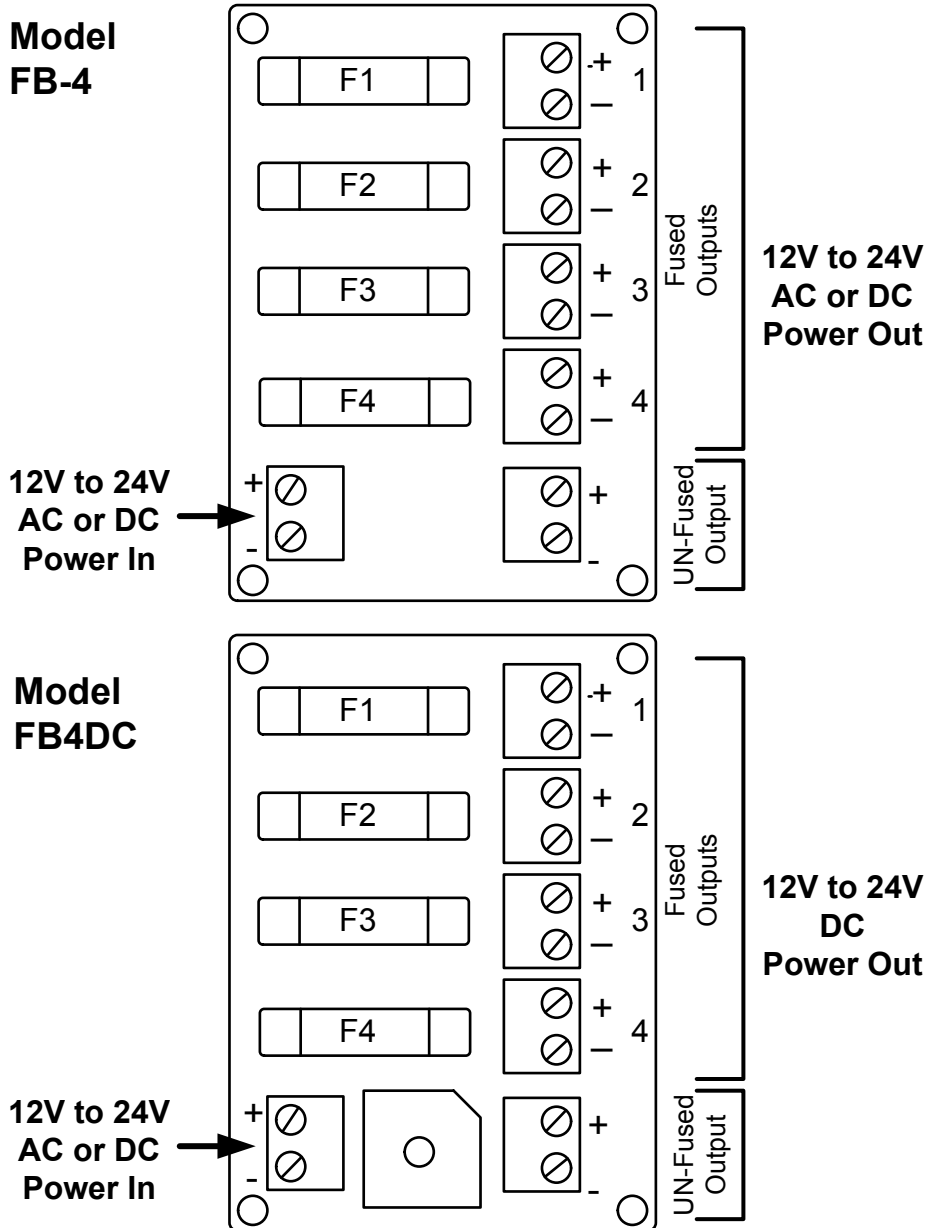 Model
FB-4
F1
-+
1
–
F2
+
2
–
F3
+
3
–
F4
+
4
–
Fused
Outputs
12V to 24V
AC or DC
Power Out
12V to 24V
AC or DC
Power In
+
-
+
-
UN-Fused
Output
Model
FB4DC
F1
-+
1
–
F2
+
2
–
F3
+
3
–
F4
+
4
–
Fused
Outputs
12V to 24V
DC
Power Out
12V to 24V
AC or DC
Power In
+
-
+
-
UN-Fused
Output